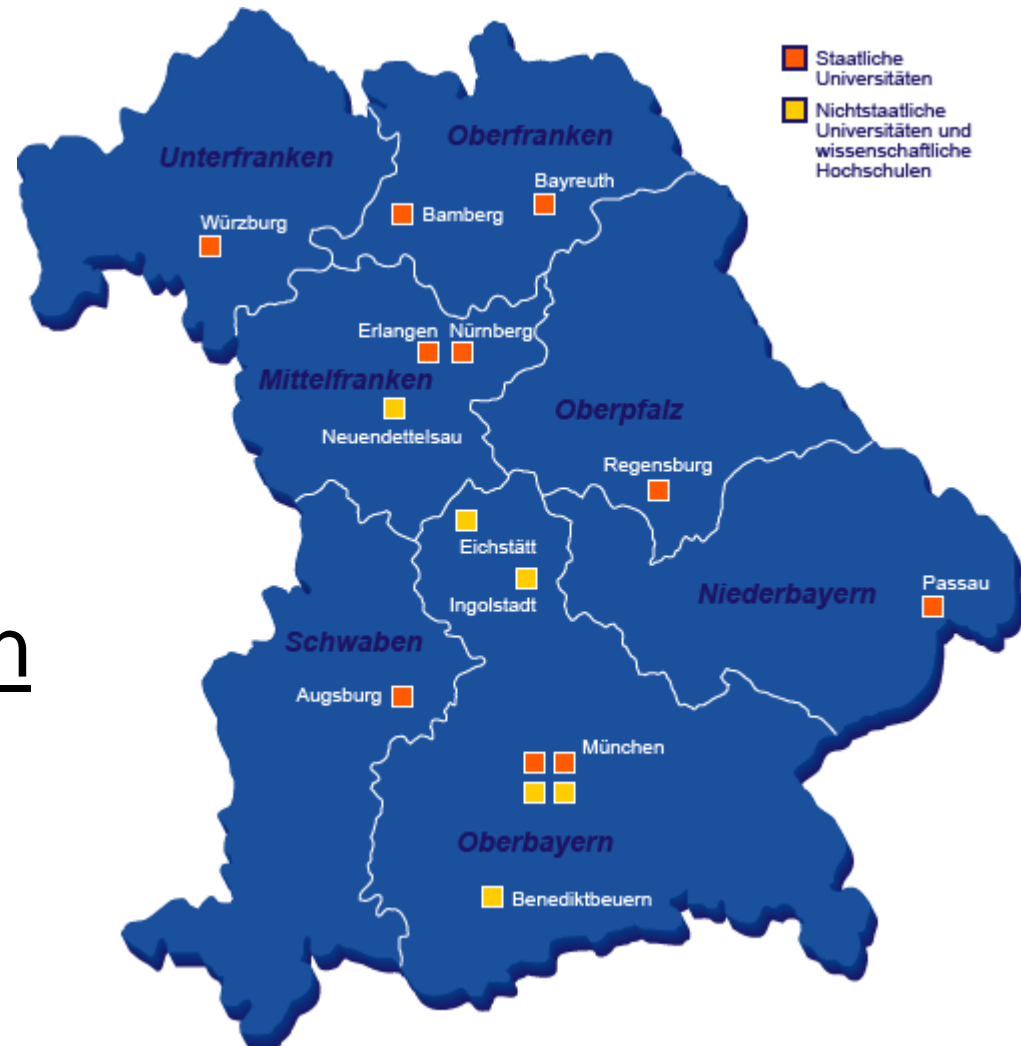 Staatliche
Universitäten
Nichtstaatliche
Universitäten und
wissenschaftliche
Hochschulen
Oberfranken
Unterfranken
Bayreuth
Bamberg
Würzburg
Erlangen Nürnberg
Mittelfranken
Oberpfalz
Neuendettelsau
Regensburg
Eichstätt
Passau
Niederbayern
Ingolstadt
n
Schwaben
Augsburg
München
Oberbayern
Benediktbeuern